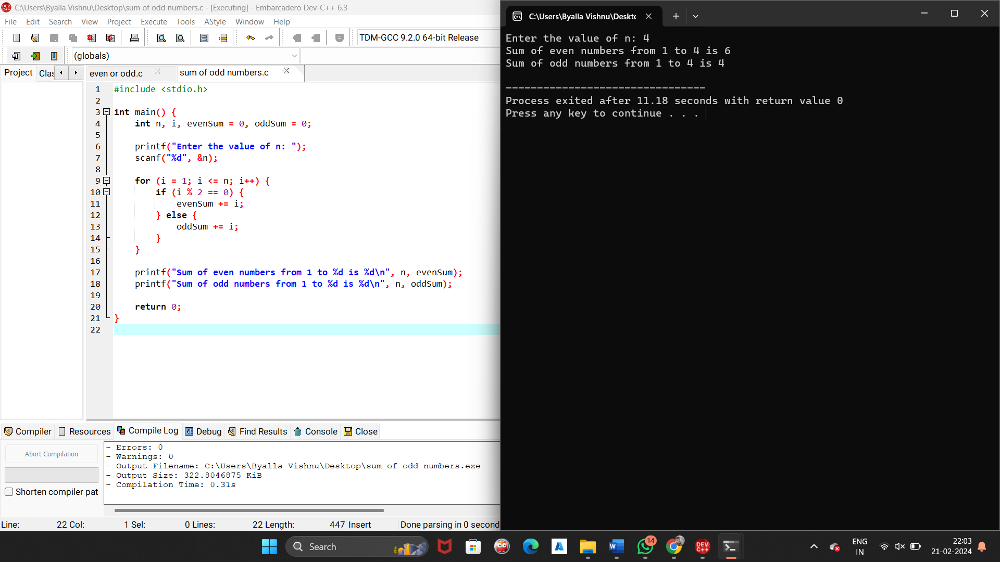 C:\Users\Byalla Vishnu\Desktop\sum of odd numbers.c - [Executing] - Embarcadero Dev-C++ 6.3
File Edit Search View Project Execute Tools AStyle Window Help
TDM-GCC 9.2.0 64-bit Release
(globals)
Project
even or odd.c
sum of odd numbers.c
1 #include <stdio.h>
2
3 int main() {
4     int n, i, evenSum = 0, oddSum = 0;
5
6     printf("Enter the value of n: ");
7     scanf("%d", &n);
8
9     for (i = 1; i <= n; i++) {
10         if (i % 2 == 0) {
11             evenSum += i;
12         } else {
13             oddSum += i;
14         }
15     }
16
17     printf("Sum of even numbers from 1 to %d is %d\n", n, evenSum);
18     printf("Sum of odd numbers from 1 to %d is %d\n", n, oddSum);
19
20     return 0;
21 }
22
Compiler Resources Compile Log Debug Find Results Console Close
Abort Compilation
Shorten compiler pat
- Errors: 0
- Warnings: 0
- Output Filename: C:\Users\Byalla Vishnu\Desktop\sum of odd numbers.exe
- Output Size: 322.8046875 KiB
- Compilation Time: 0.31s
Line: 22 Col: 1 Sel: 0 Lines: 22 Length: 447 Insert Done parsing in 0 second
C:\Users\Byalla Vishnu\Deskto
Enter the value of n: 4
Sum of even numbers from 1 to 4 is 6
Sum of odd numbers from 1 to 4 is 4
--------------------------------
Process exited after 11.18 seconds with return value 0
Press any key to continue . . .
Search
14
DEV C++
ENG
IN
22:03
21-02-2024